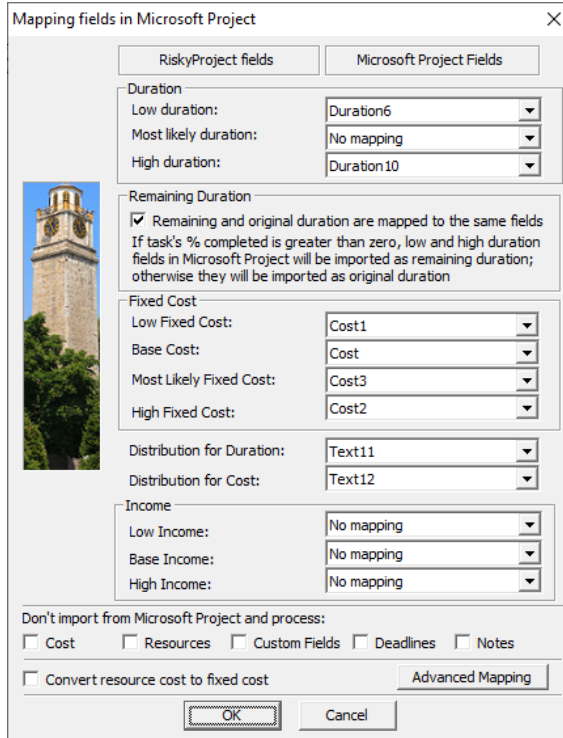 Mapping fields in Microsoft Project
RiskyProject fields Microsoft Project Fields
Duration
Low duration: Duration6
Most likely duration: No mapping
High duration: Duration10
Remaining Duration
Remaining and original duration are mapped to the same fields
If task's % completed is greater than zero, low and high duration
fields in Microsoft Project will be imported as remaining duration;
otherwise they will be imported as original duration
Fixed Cost
Low Fixed Cost: Cost1
Base Cost: Cost
Most Likely Fixed Cost: Cost3
High Fixed Cost: Cost2
Distribution for Duration: Text11
Distribution for Cost: Text12
Income
Low Income: No mapping
Base Income: No mapping
High Income: No mapping
Don't import from Microsoft Project and process:
Cost Resources Custom Fields Deadlines Notes
Convert resource cost to fixed cost Advanced Mapping
OK Cancel